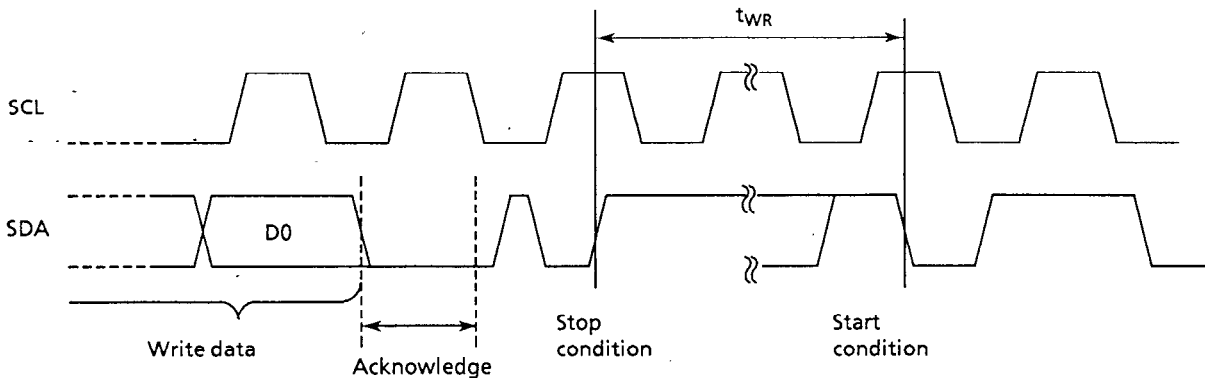 tWR
SCL
SDA
D0
Write data
Acknowledge
Stop
condition
Start
condition